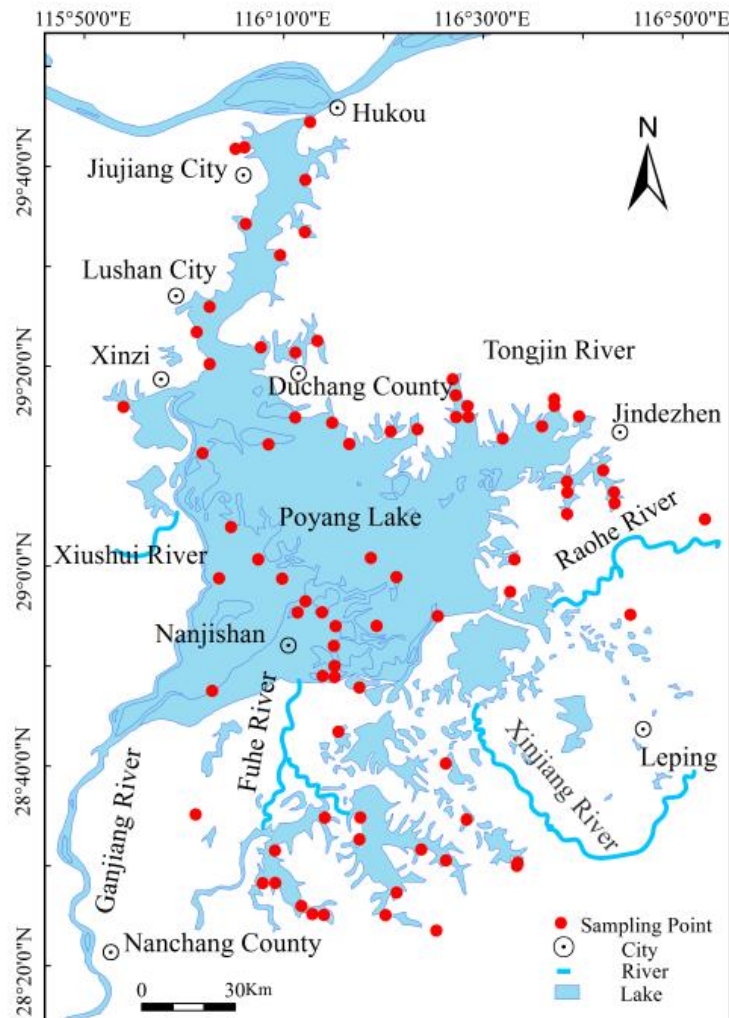 115°50'0"E 116°10'0"E 116°30'0"E 116°50'0"E
Hukou
N
29°40'0"N
Jiujiang City
Lushan City
Xinzi
29°20'0"N
Tongjin River
Duchang County
Jindezhen
Poyang Lake
Raohe River
Xiushui River
29°0'0"N
Nanjishan
Fuhe River
Xinjiang River
Leping
28°40'0"N
Ganjiang River
Nanchang County
28°20'0"N
0 30Km
Sampling Point
City
River
Lake